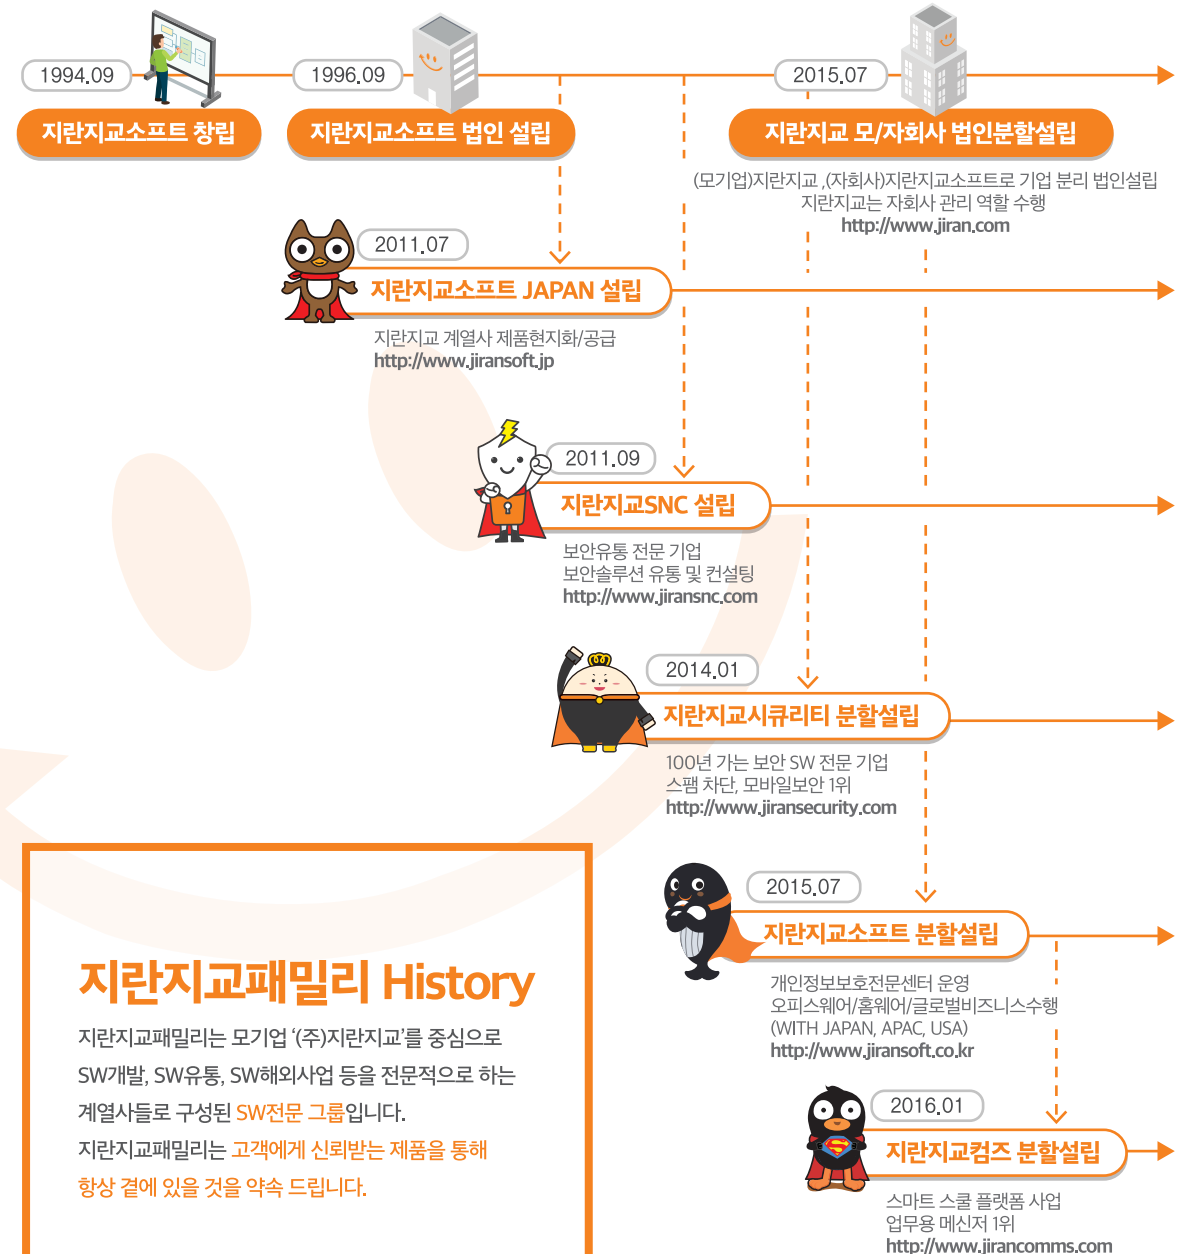 1994.09
지란지교소프트 창립
1996.09
지란지교소프트 법인 설립
2015.07
지란지교 모/자회사 법인분할설립
(모기업)지란지교 ,(자회사)지란지교소프트로 기업 분리 법인설립
지란지교는 자회사 관리 역할 수행
http://www.jiran.com
2011.07
지란지교소프트 JAPAN 설립
지란지교 계열사 제품현지화/공급
http://www.jiransoft.jp
2011.09
지란지교SNC 설립
보안유통 전문 기업
보안솔루션 유통 및 컨설팅
http://www.jiransnc.com
2014.01
지란지교시큐리티 분할설립
100년 가는 보안 SW 전문 기업
스팸 차단, 모바일보안 1위
http://www.jiransecurity.com
2015.07
지란지교소프트 분할설립
개인정보보호전문센터 운영
오피스웨어/홈웨어/글로벌비즈니스수행
(WITH JAPAN, APAC, USA)
http://www.jiransoft.co.kr
2016.01
지란지교컴즈 분할설립
스마트 스쿨 플랫폼 사업
업무용 메신저 1위
http://www.jirancomms.com
지란지교패밀리 History
지란지교패밀리는 모기업 ‘(주)지란지교’를 중심으로
SW개발, SW유통, SW해외사업 등을 전문적으로 하는
계열사들로 구성된 SW전문 그룹입니다.
지란지교패밀리는 고객에게 신뢰받는 제품을 통해
항상 곁에 있을 것을 약속 드립니다.